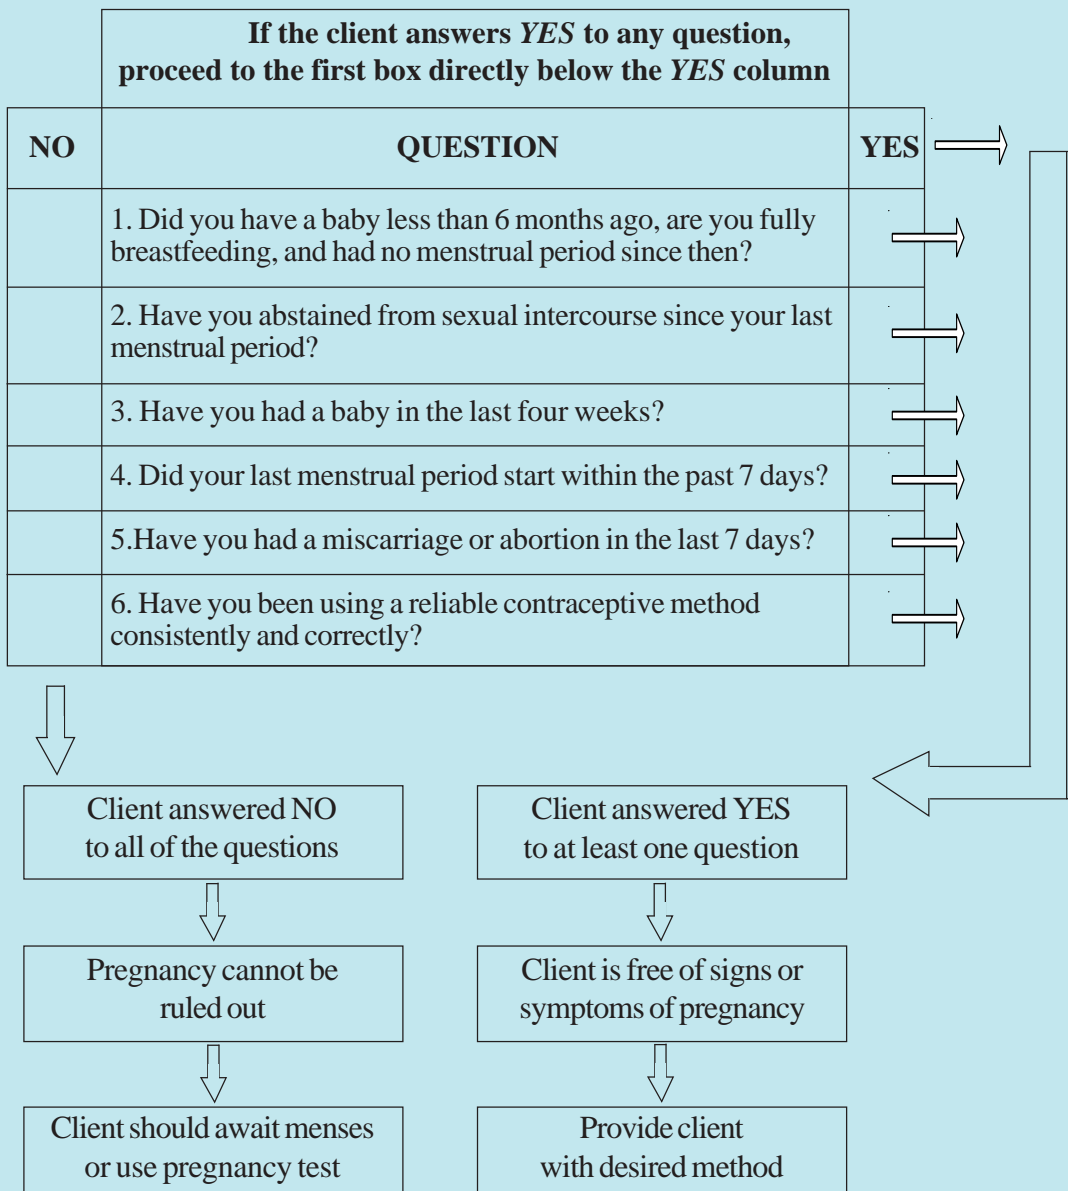 If the client answers YES to any question,
proceed to the first box directly below the YES column
NO
QUESTION
YES
1. Did you have a baby less than 6 months ago, are you fully
breastfeeding, and had no menstrual period since then?
2. Have you abstained from sexual intercourse since your last
menstrual period?
3. Have you had a baby in the last four weeks?
4. Did your last menstrual period start within the past 7 days?
5.Have you had a miscarriage or abortion in the last 7 days?
6. Have you been using a reliable contraceptive method
consistently and correctly?
Client answered NO
to all of the questions
Client answered YES
to at least one question
Pregnancy cannot be
ruled out
Client is free of signs or
symptoms of pregnancy
Client should await menses
or use pregnancy test
Provide client
with desired method